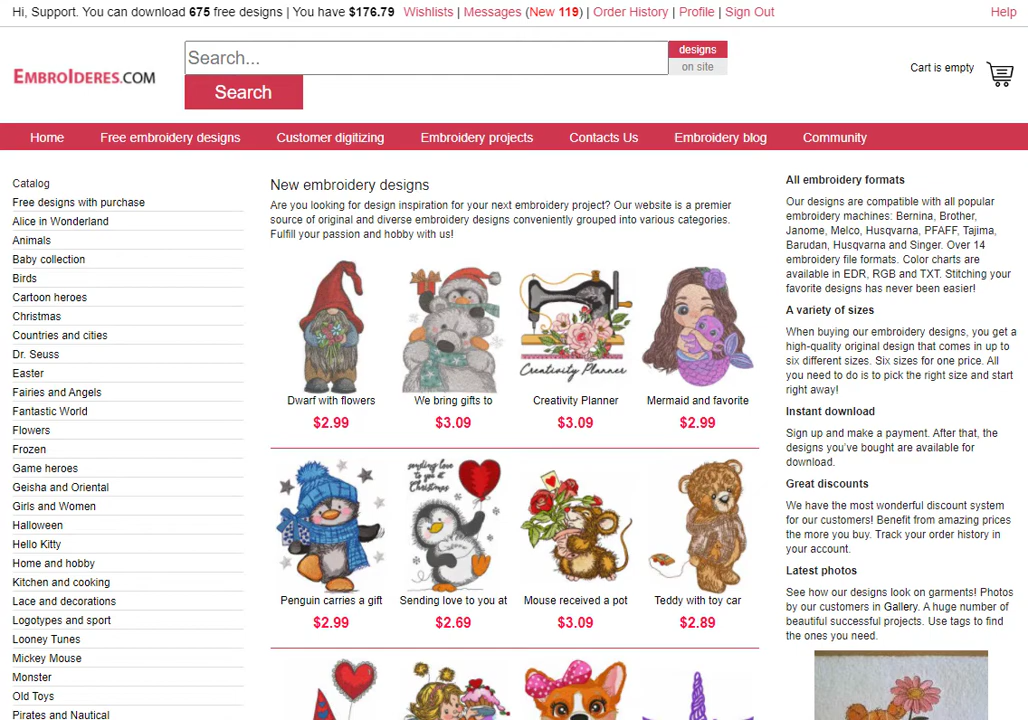 Hi, Support. You can download 675 free designs | You have $176.79 Wishlists | Messages (New 119) | Order History | Profile | Sign Out
Help
EMBROIDERES.COM
Search...
designs
on site
Search
Cart is empty
Home
Free embroidery designs
Customer digitizing
Embroidery projects
Contacts Us
Embroidery blog
Community
Catalog
Free designs with purchase
Alice in Wonderland
Animals
Baby collection
Birds
Cartoon heroes
Christmas
Countries and cities
Dr. Seuss
Easter
Fairies and Angels
Fantastic World
Flowers
Frozen
Game heroes
Geisha and Oriental
Girls and Women
Halloween
Hello Kitty
Home and hobby
Kitchen and cooking
Lace and decorations
Logotypes and sport
Looney Tunes
Mickey Mouse
Monster
Old Toys
Pirates and Nautical
New embroidery designs
Are you looking for design inspiration for your next embroidery project? Our website is a premier
source of original and diverse embroidery designs conveniently grouped into various categories.
Fulfill your passion and hobby with us!
Creativity Planner
Dwarf with flowers
We bring gifts to
Creativity Planner
Mermaid and favorite
$2.99
$3.09
$3.09
$2.99
sending love
to you at
Christmas
Penguin carries a gift
Sending love to you at
Mouse received a pot
Teddy with toy car
$2.99
$2.69
$3.09
$2.89
All embroidery formats
Our designs are compatible with all popular
embroidery machines: Bernina, Brother,
Janome, Melco, Husqvarna, PFAFF, Tajima,
Barudan, Husqvarna and Singer. Over 14
embroidery file formats. Color charts are
available in EDR, RGB and TXT. Stitching your
favorite designs has never been easier!
A variety of sizes
When buying our embroidery designs, you get a
high-quality original design that comes in up to
six different sizes. Six sizes for one price. All
you need to do is to pick the right size and start
right away!
Instant download
Sign up and make a payment. After that, the
designs you've bought are available for
download.
Great discounts
We have the most wonderful discount system
for our customers! Benefit from amazing prices
the more you buy. Track your order history in
your account.
Latest photos
See how our designs look on garments! Photos
by our customers in Gallery. A huge number of
beautiful successful projects. Use tags to find
the ones you need.